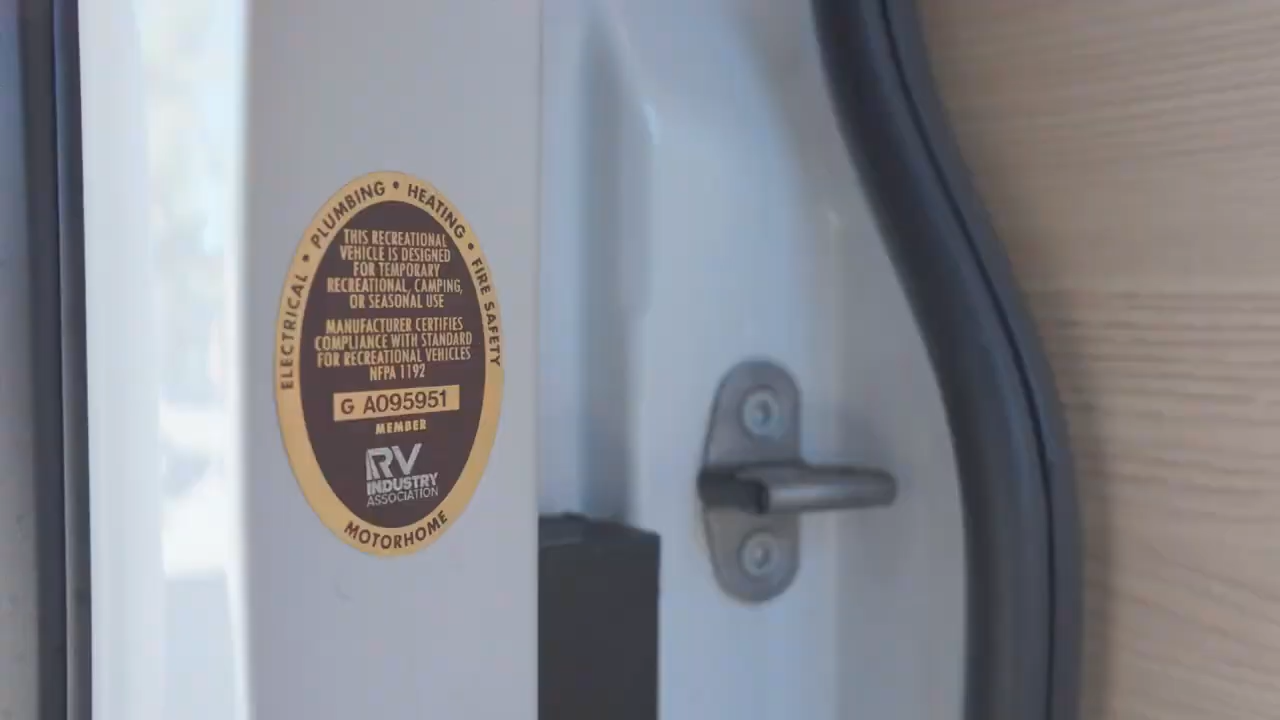 ELECTRICAL • PLUMBING • HEATING • FIRE SAFETY
THIS RECREATIONAL
VEHICLE IS DESIGNED
FOR TEMPORARY
RECREATIONAL, CAMPING,
OR SEASONAL USE
MANUFACTURER CERTIFIES
COMPLIANCE WITH STANDARD
FOR RECREATIONAL VEHICLES
NFPA 1192
G A095951
MEMBER
RV
INDUSTRY
ASSOCIATION
MOTORHOME